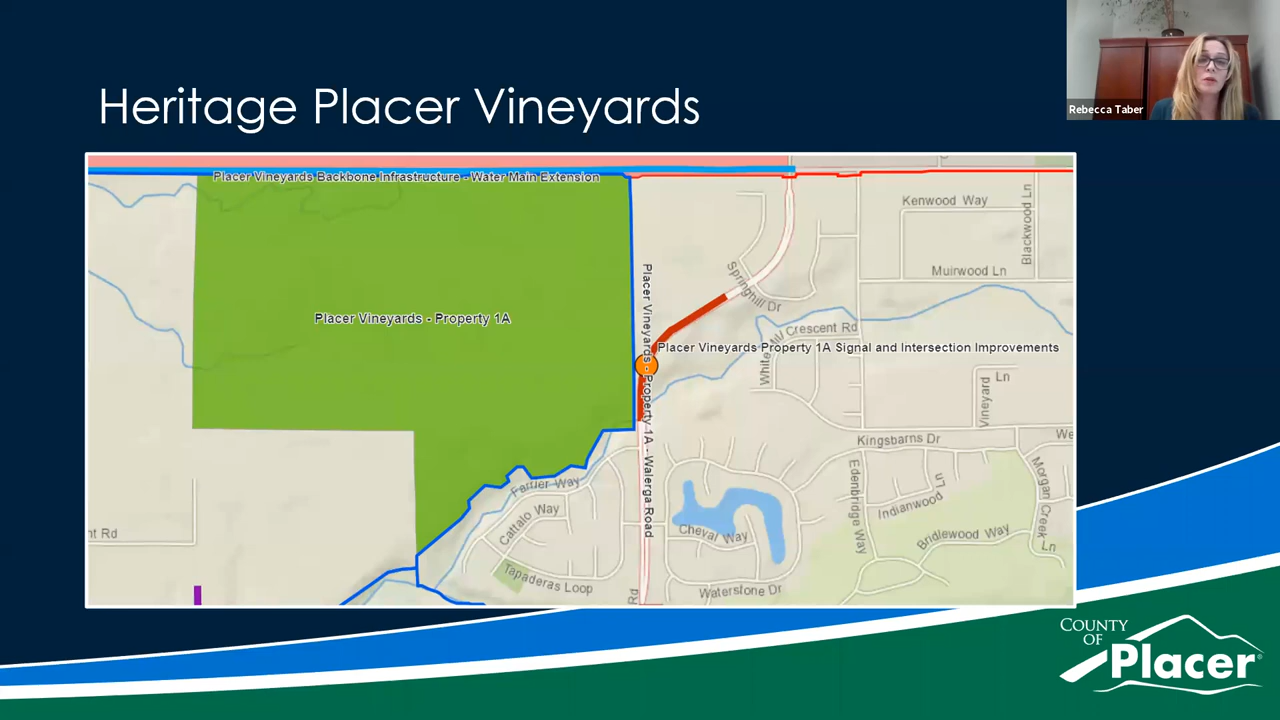 Heritage Placer Vineyards
Rebecca Taber
Placer Vineyards Backbone Infrastructure - Water Main Extension
Kenwood Way
Blackwood Ln
Muirwood Ln
Springhill Dr
Placer Vineyards - Property 1A
Placer Vineyards - Property 1A - Walerga Road
Crescent Rd
Placer Vineyards Property 1A Signal and Intersection Improvements
Ln
Vineyard
Kingsbarns Dr
We
Farrier Way
Cattalo Way
Edenbridge Way
Indianwood
Ln
Morgan Creek
Ln
Cheval Way
Bridlewood Way
nt Rd
Tapaderas Loop
Rd
Waterstone Dr
COUNTY
OF
Placer